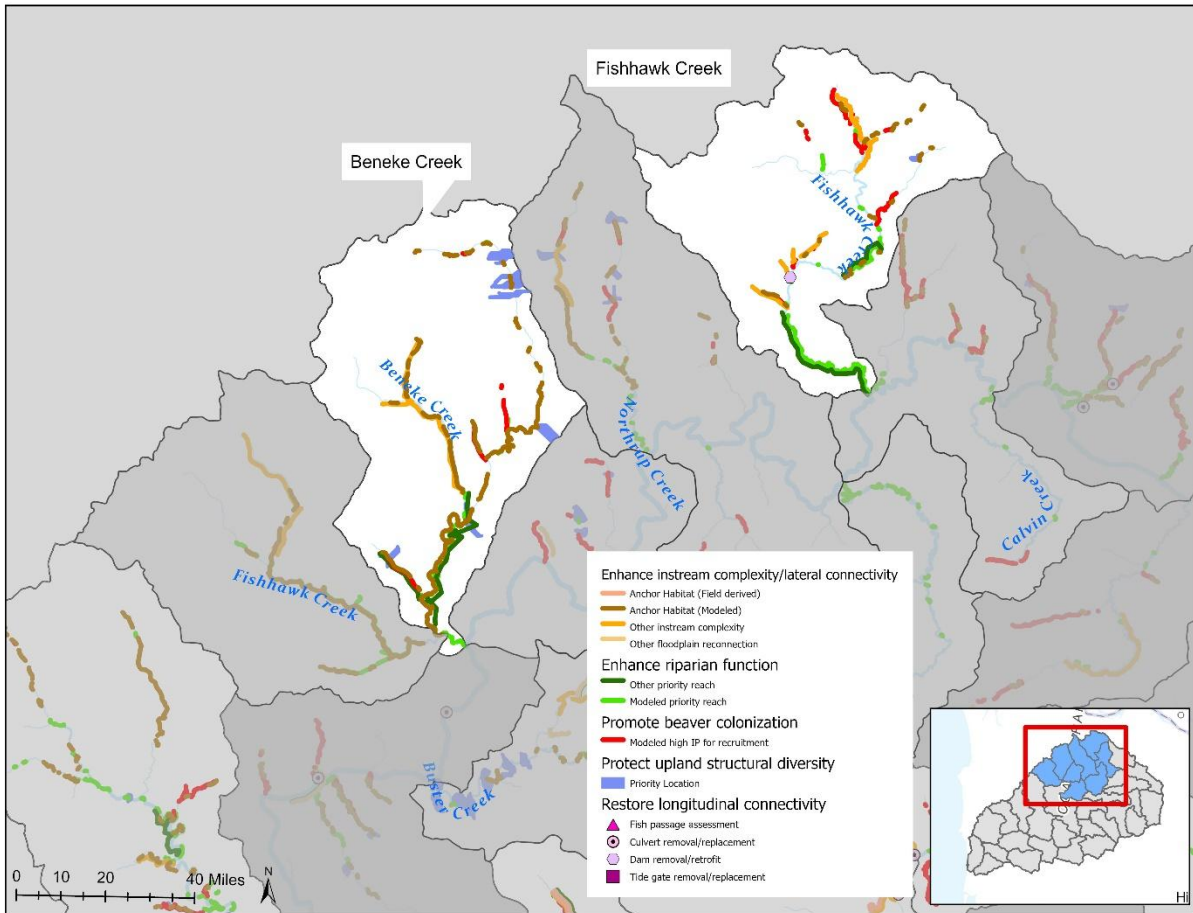 Fishhawk Creek
Beneke Creek
Fishhawk Creek
Beneke Creek
Northrup Creek
Calvin Creek
Fishhawk Creek
Buster Creek
Enhance instream complexity/lateral connectivity
Anchor Habitat (Field derived)
Anchor Habitat (Modeled)
Other instream complexity
Other floodplain reconnection
Enhance riparian function
Other priority reach
Modeled priority reach
Promote beaver colonization
Modeled high IP for recruitment
Protect upland structural diversity
Priority Location
Restore longitudinal connectivity
Fish passage assessment
Culvert removal/replacement
Dam removal/retrofit
Tide gate removal/replacement
0 10 20 40 Miles
N
Hi